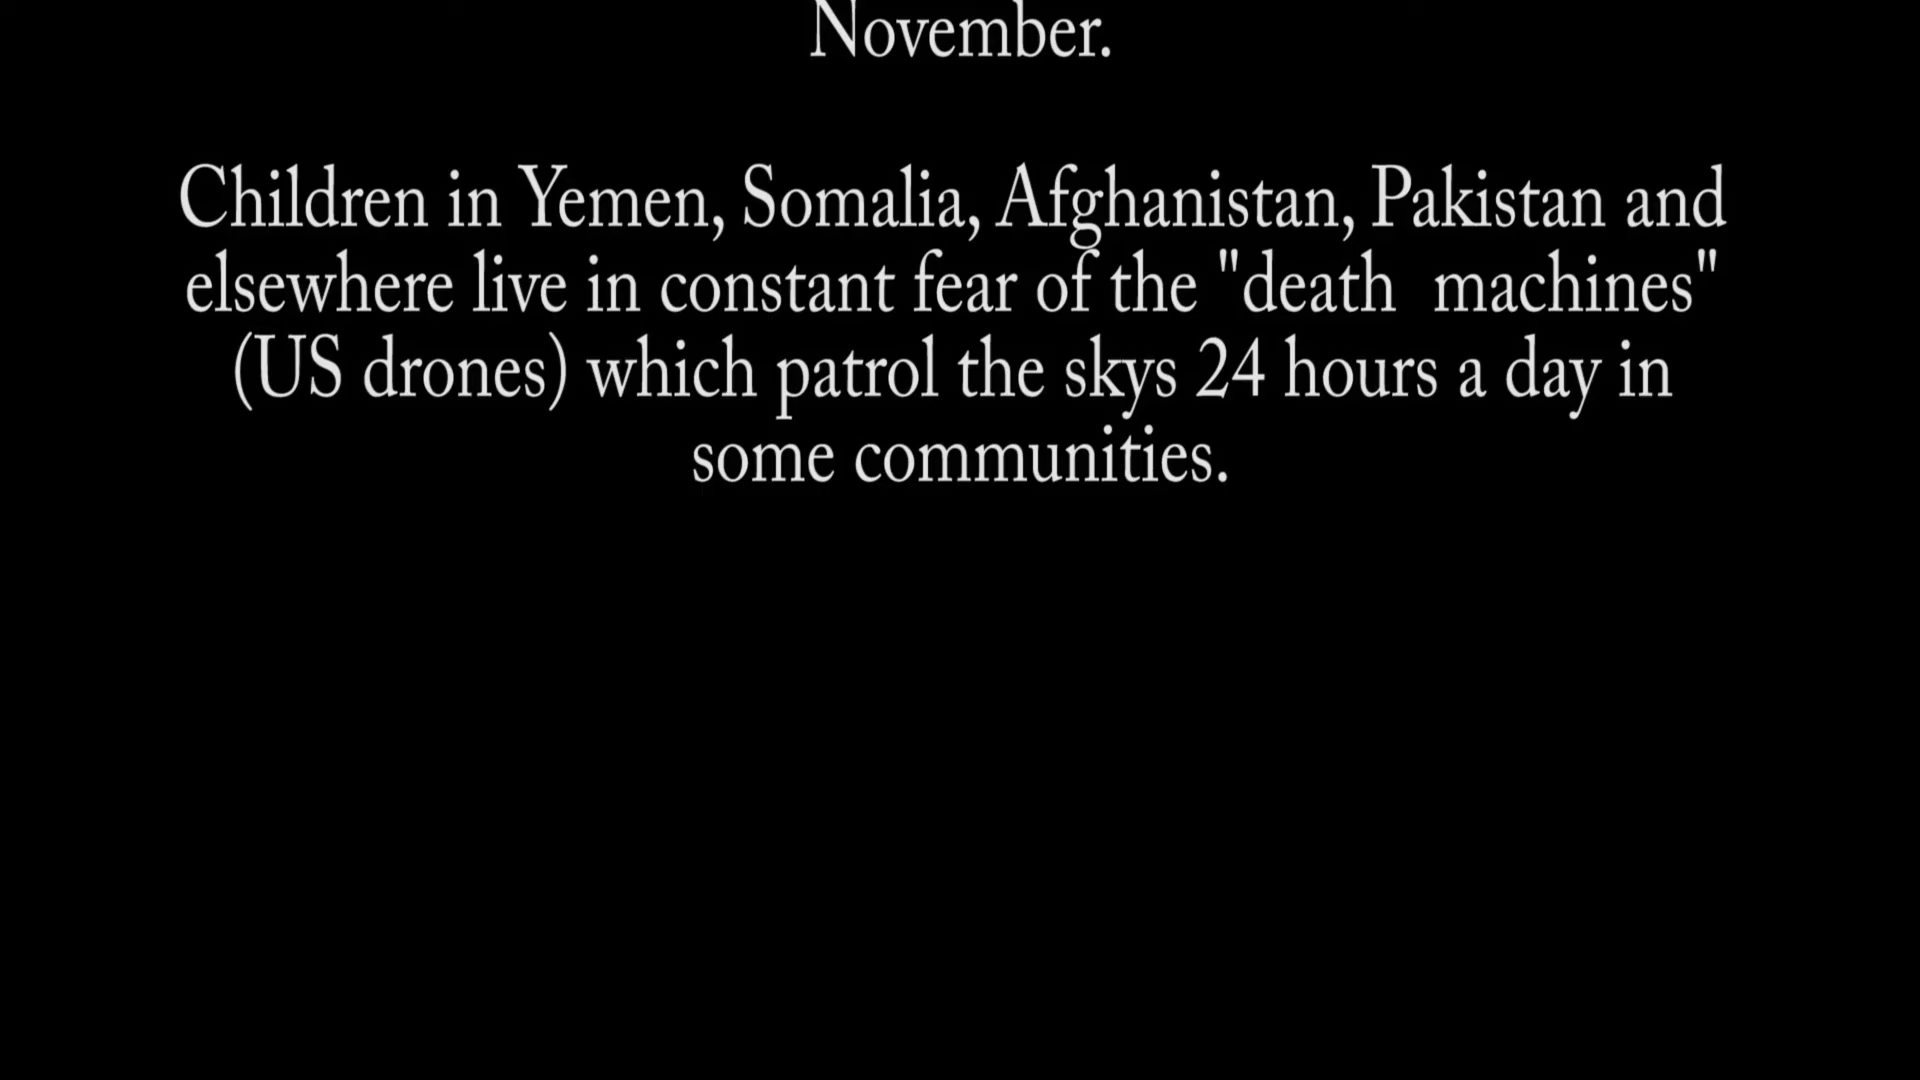 November.
Children in Yemen, Somalia, Afghanistan, Pakistan and
elsewhere live in constant fear of the "death  machines"
(US drones) which patrol the skys 24 hours a day in
some communities.